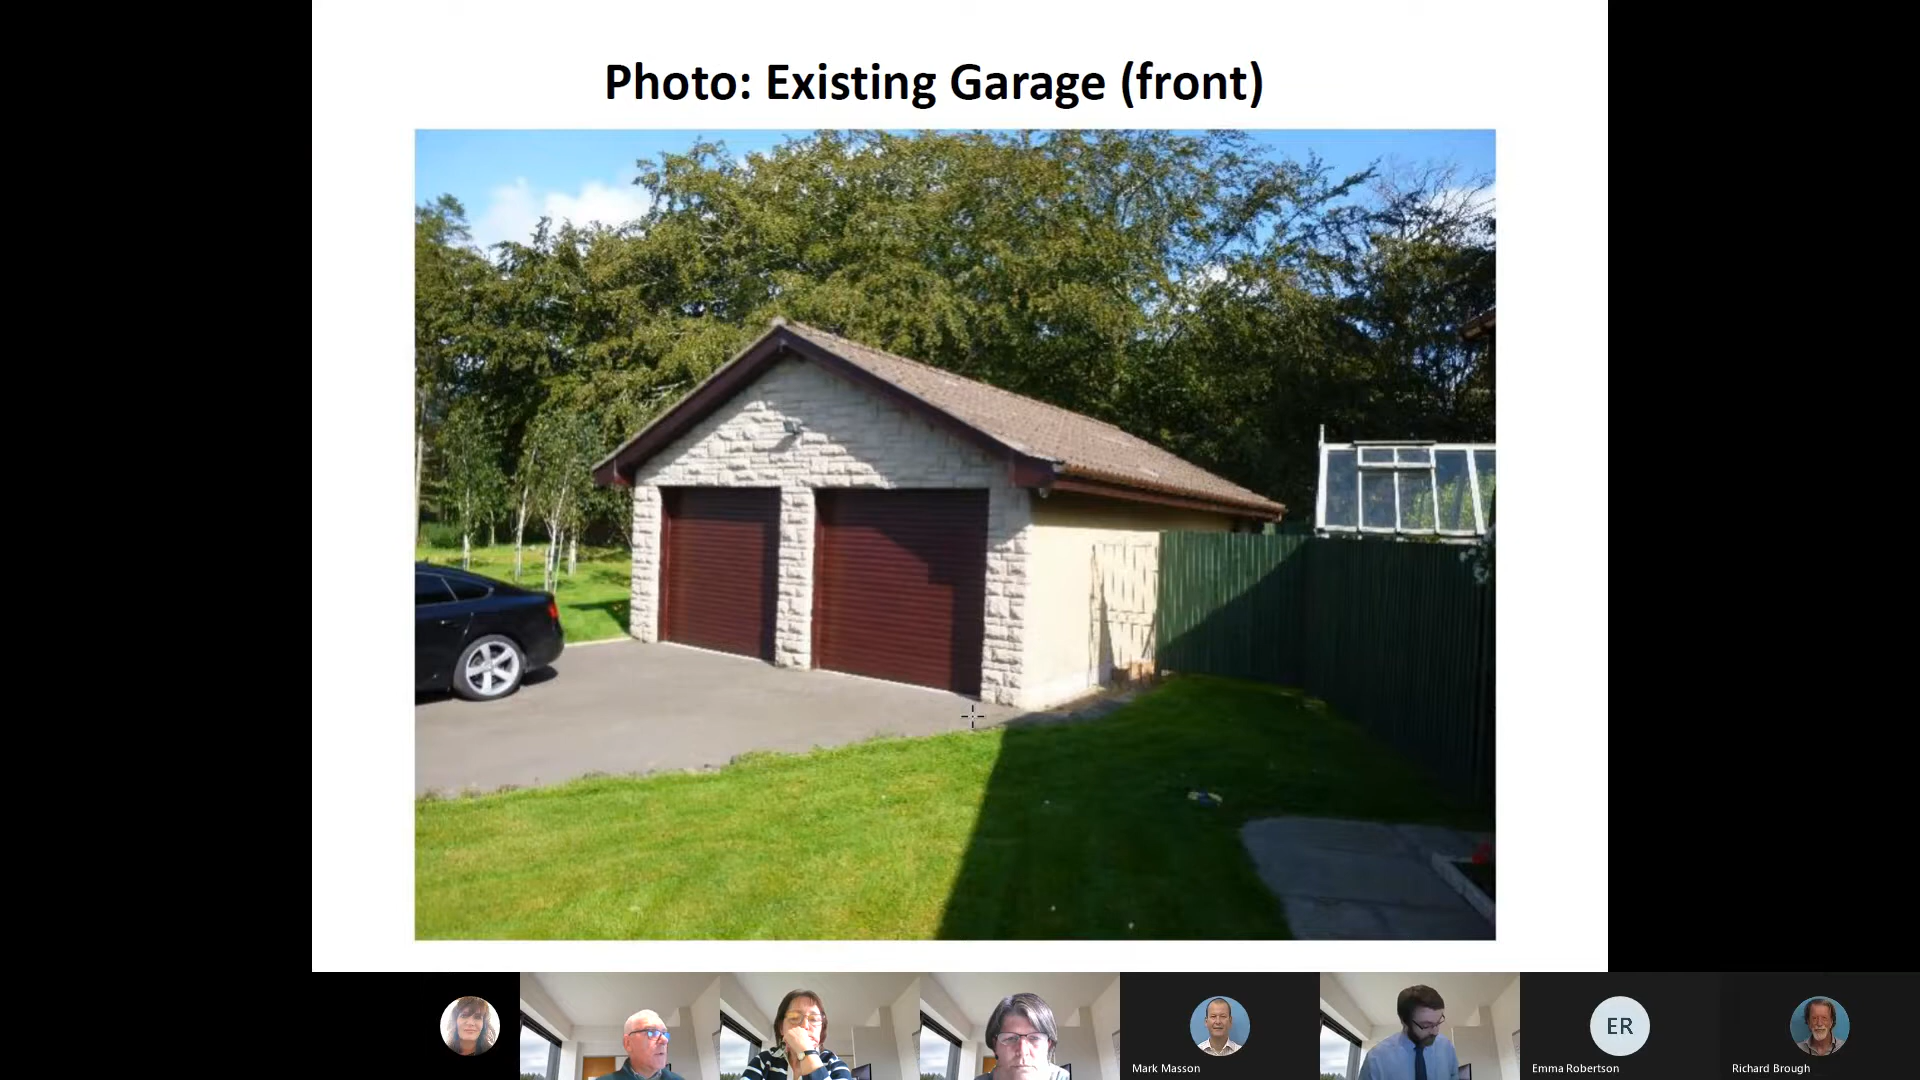 Photo: Existing Garage (front)
Mark Masson
ER
Emma Robertson
Richard Brough